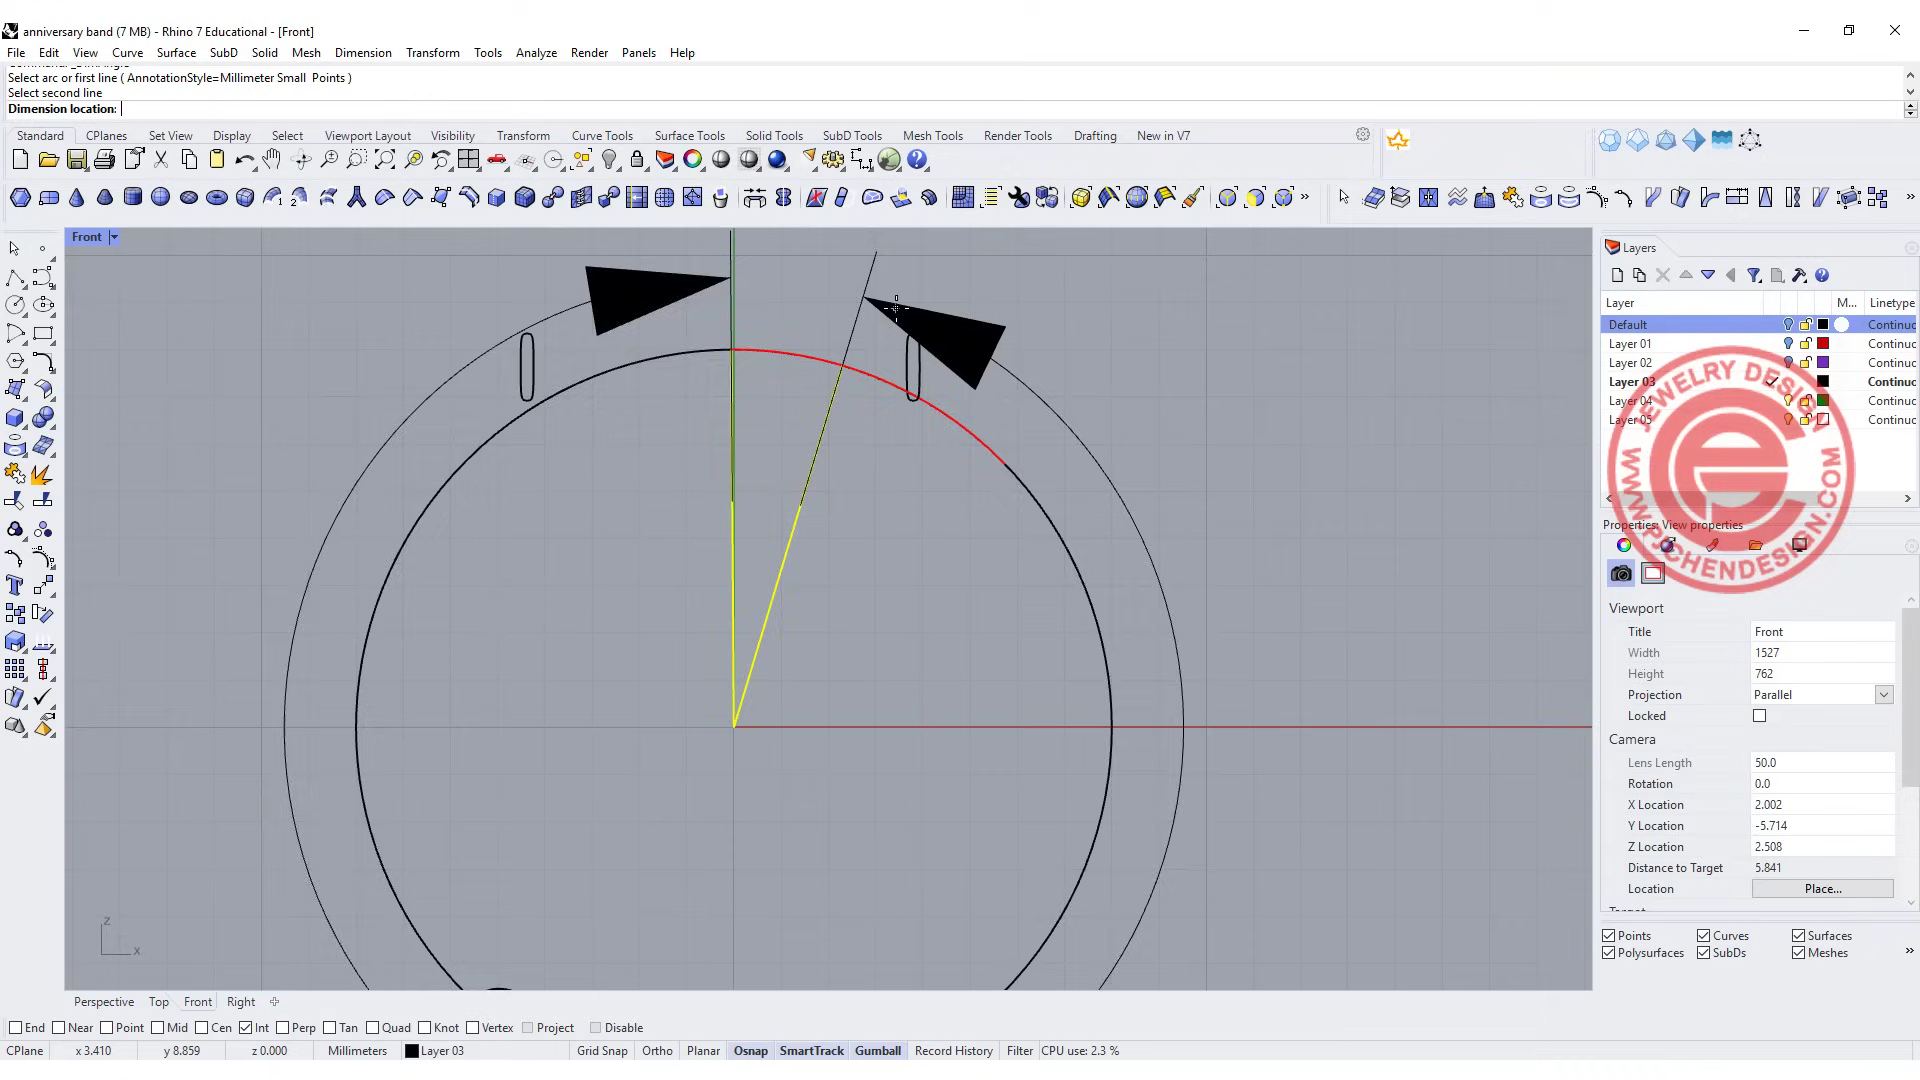 anniversary band (7 MB) - Rhino 7 Educational - [Front]
File Edit View Curve Surface SubD Solid Mesh Dimension Transform Tools Analyze Render Panels Help
Select arc or first line ( AnnotationStyle=Millimeter Small Points )
Select second line
Dimension location:
Standard CPlanes Set View Display Select Viewport Layout Visibility Transform Curve Tools Surface Tools Solid Tools SubD Tools Mesh Tools Render Tools Drafting New in V7
Front
Layers
Layer M... Linetype
Default Continuc
Layer 01 Continuc
Layer 02 Continuc
Layer 03 Continuc
Layer 04 Continuc
Layer 05 Continuc
JEWELRY DESIGN
WWW.PJCHENDESIGN.COM
Properties: View properties
Viewport
Title Front
Width 1527
Height 762
Projection Parallel
Locked
Camera
Lens Length 50.0
Rotation 0.0
X Location 2.002
Y Location -5.714
Z Location 2.508
Distance to Target 5.841
Location Place...
z
x
Points Curves Surfaces
Polysurfaces SubDs Meshes
Perspective Top Front Right
End Near Point Mid Cen Int Perp Tan Quad Knot Vertex Project Disable
CPlane x 3.410 y 8.859 z 0.000 Millimeters Layer 03 Grid Snap Ortho Planar Osnap SmartTrack Gumball Record History Filter CPU use: 2.3 %